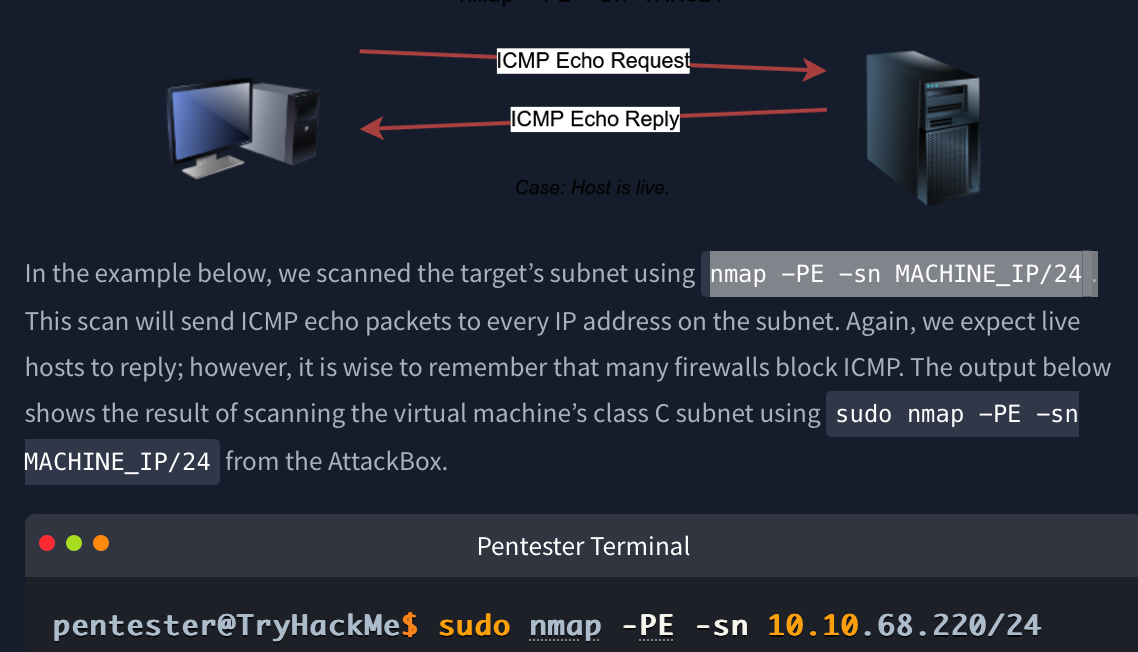 ICMP Echo Request
ICMP Echo Reply
Case: Host is live.
In the example below, we scanned the target’s subnet using nmap -PE -sn MACHINE_IP/24 .
This scan will send ICMP echo packets to every IP address on the subnet. Again, we expect live
hosts to reply; however, it is wise to remember that many firewalls block ICMP. The output below
shows the result of scanning the virtual machine’s class C subnet using sudo nmap -PE -sn
MACHINE_IP/24 from the AttackBox.
Pentester Terminal
pentester@TryHackMe$ sudo nmap -PE -sn 10.10.68.220/24